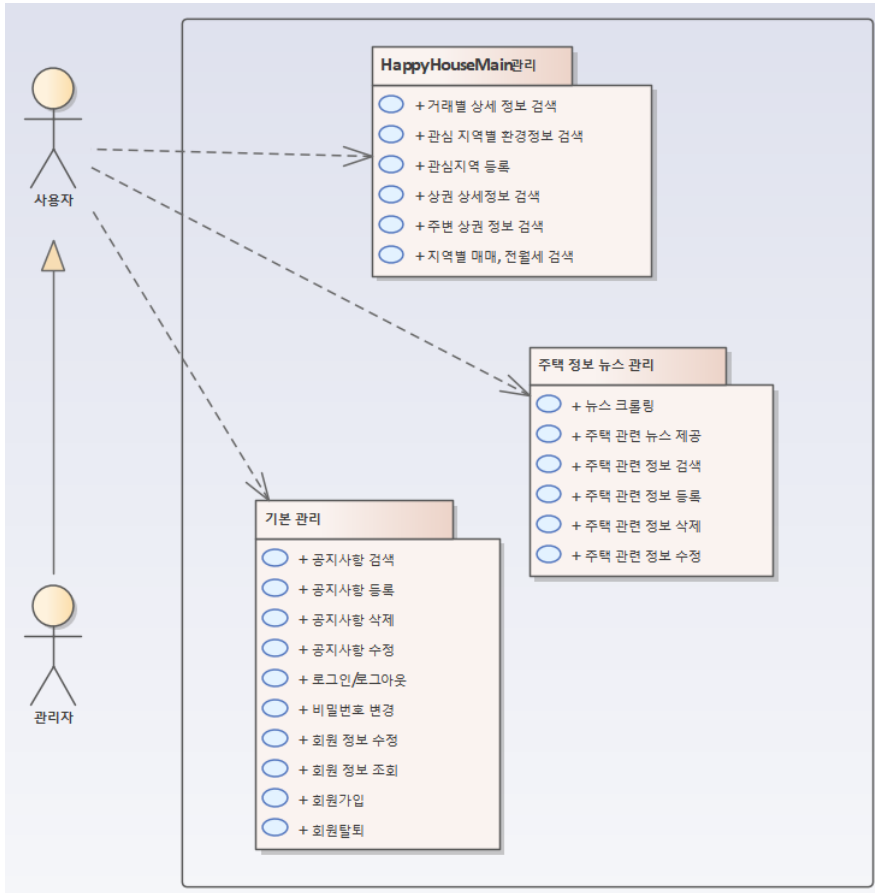 HappyHouseMain관리
+ 거래별 상세 정보 검색
+ 관심 지역별 환경정보 검색
+ 관심지역 등록
+ 상권 상세정보 검색
+ 주변 상권 정보 검색
+ 지역별 매매, 전월세 검색
사용자
주택 정보 뉴스 관리
+ 뉴스 크롤링
+ 주택 관련 뉴스 제공
+ 주택 관련 정보 검색
+ 주택 관련 정보 등록
+ 주택 관련 정보 삭제
+ 주택 관련 정보 수정
기본 관리
+ 공지사항 검색
+ 공지사항 등록
+ 공지사항 삭제
+ 공지사항 수정
+ 로그인/로그아웃
+ 비밀번호 변경
+ 회원 정보 수정
+ 회원 정보 조회
+ 회원가입
+ 회원탈퇴
관리자